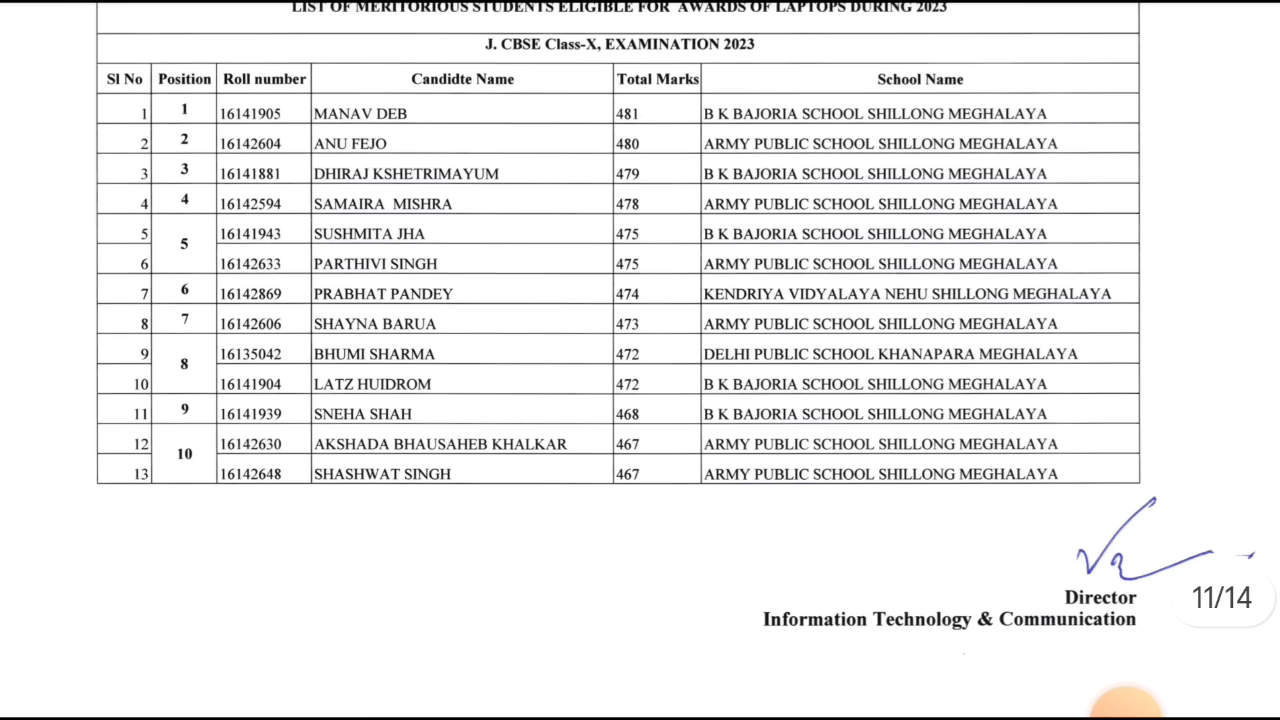 LIST OF MERITORIOUS STUDENTS ELIGIBLE FOR AWARDS OF LAPTOPS DURING 2023
J. CBSE Class-X, EXAMINATION 2023
Sl No Position Roll number Candidte Name Total Marks School Name
1 1 16141905 MANAV DEB 481 B K BAJORIA SCHOOL SHILLONG MEGHALAYA
2 2 16142604 ANU FEJO 480 ARMY PUBLIC SCHOOL SHILLONG MEGHALAYA
3 3 16141881 DHIRAJ KSHETRIMAYUM 479 B K BAJORIA SCHOOL SHILLONG MEGHALAYA
4 4 16142594 SAMAIRA MISHRA 478 ARMY PUBLIC SCHOOL SHILLONG MEGHALAYA
5 5 16141943 SUSHMITA JHA 475 B K BAJORIA SCHOOL SHILLONG MEGHALAYA
6 16142633 PARTHIVI SINGH 475 ARMY PUBLIC SCHOOL SHILLONG MEGHALAYA
7 6 16142869 PRABHAT PANDEY 474 KENDRIYA VIDYALAYA NEHU SHILLONG MEGHALAYA
8 7 16142606 SHAYNA BARUA 473 ARMY PUBLIC SCHOOL SHILLONG MEGHALAYA
9 8 16135042 BHUMI SHARMA 472 DELHI PUBLIC SCHOOL KHANAPARA MEGHALAYA
10 16141904 LATZ HUIDROM 472 B K BAJORIA SCHOOL SHILLONG MEGHALAYA
11 9 16141939 SNEHA SHAH 468 B K BAJORIA SCHOOL SHILLONG MEGHALAYA
12 10 16142630 AKSHADA BHAUSAHEB KHALKAR 467 ARMY PUBLIC SCHOOL SHILLONG MEGHALAYA
13 16142648 SHASHWAT SINGH 467 ARMY PUBLIC SCHOOL SHILLONG MEGHALAYA
Director
Information Technology & Communication
11/14